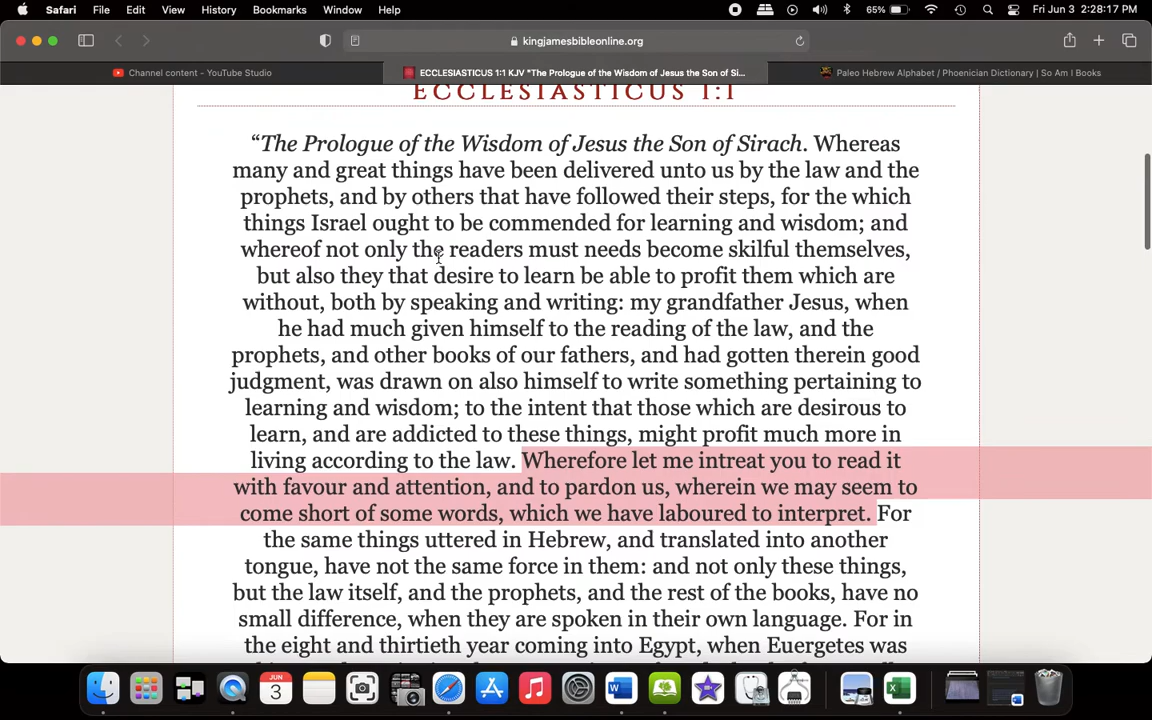 Safari File Edit View History Bookmarks Window Help 65% Fri Jun 3 2:28:17 PM
kingjamesbibleonline.org
Channel content - YouTube Studio
ECCLESIASTICUS 1:1 KJV "The Prologue of the Wisdom of Jesus the Son of Si...
Paleo Hebrew Alphabet / Phoenician Dictionary | So Am I Books
ECCLESIASTICUS 1:1
“The Prologue of the Wisdom of Jesus the Son of Sirach. Whereas
many and great things have been delivered unto us by the law and the
prophets, and by others that have followed their steps, for the which
things Israel ought to be commended for learning and wisdom; and
whereof not only the readers must needs become skilful themselves,
but also they that desire to learn be able to profit them which are
without, both by speaking and writing: my grandfather Jesus, when
he had much given himself to the reading of the law, and the
prophets, and other books of our fathers, and had gotten therein good
judgment, was drawn on also himself to write something pertaining to
learning and wisdom; to the intent that those which are desirous to
learn, and are addicted to these things, might profit much more in
living according to the law. Wherefore let me intreat you to read it
with favour and attention, and to pardon us, wherein we may seem to
come short of some words, which we have laboured to interpret. For
the same things uttered in Hebrew, and translated into another
tongue, have not the same force in them: and not only these things,
but the law itself, and the prophets, and the rest of the books, have no
small difference, when they are spoken in their own language. For in
the eight and thirtieth year coming into Egypt, when Euergetes was
JUN
3